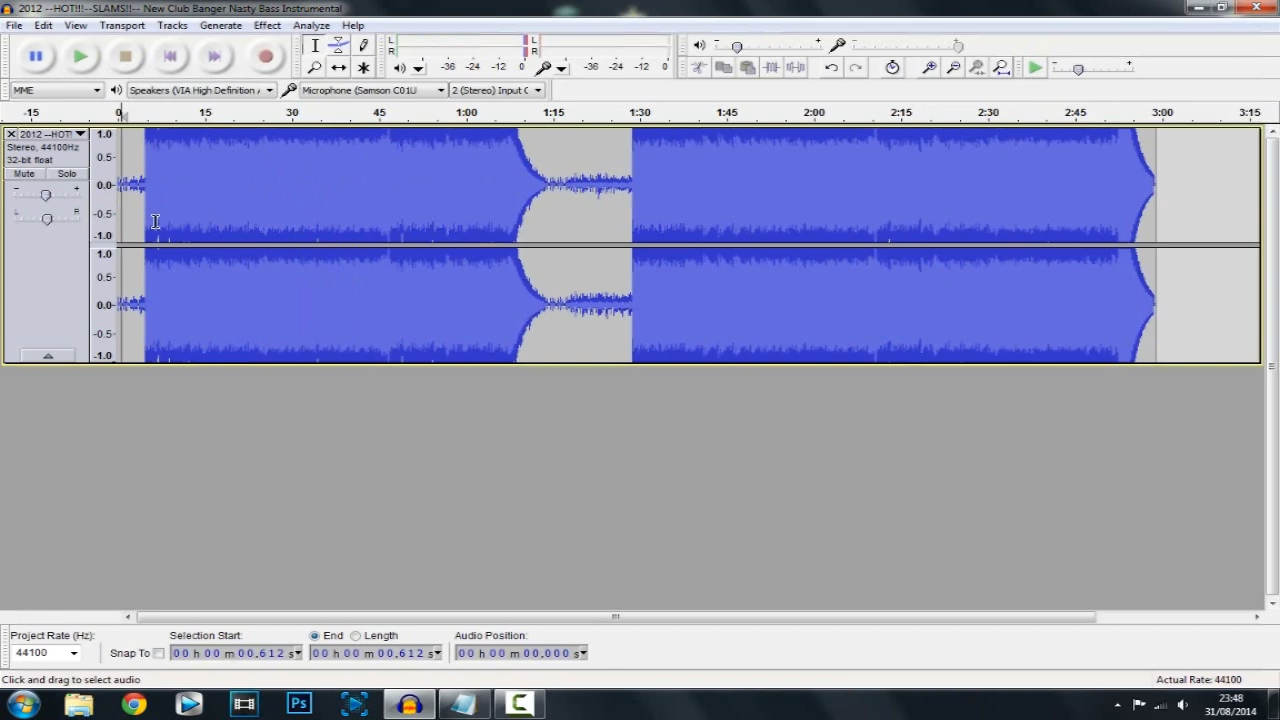 2012 --HOT!!!--SLAMS!!-- New Club Banger Nasty Bass Instrumental
File Edit View Transport Tracks Generate Effect Analyze Help
L R -36 -24 -12 0 L R -36 -24 -12 0
MME Speakers (VIA High Definition A Microphone (Samson C01U 2 (Stereo) Input C
-15 0 15 30 45 1:00 1:15 1:30 1:45 2:00 2:15 2:30 2:45 3:00 3:15
2012 --HOT! 1.0
Stereo, 44100Hz
32-bit float 0.5
Mute Solo 0.0
- +
L R -0.5
-1.0
1.0
0.5
0.0
-0.5
-1.0
Project Rate (Hz): Selection Start: End Length Audio Position:
44100 Snap To 00 h 00 m 00.612 s 00 h 00 m 00.612 s 00 h 00 m 00.000 s
Click and drag to select audio Actual Rate: 44100
Ps C 23:48
31/08/2014